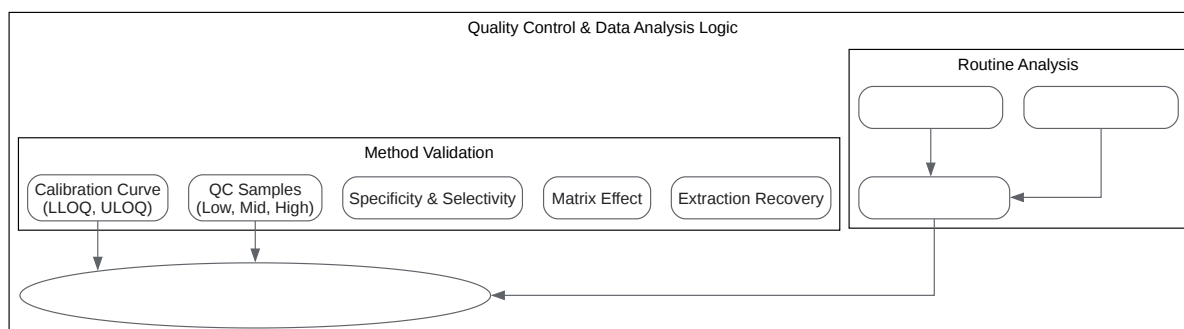 Quality Control & Data Analysis Logic
Routine Analysis
Method Validation
Calibration Curve
(LLOQ, ULOQ)
QC Samples
(Low, Mid, High)
Specificity & Selectivity
Matrix Effect
Extraction Recovery